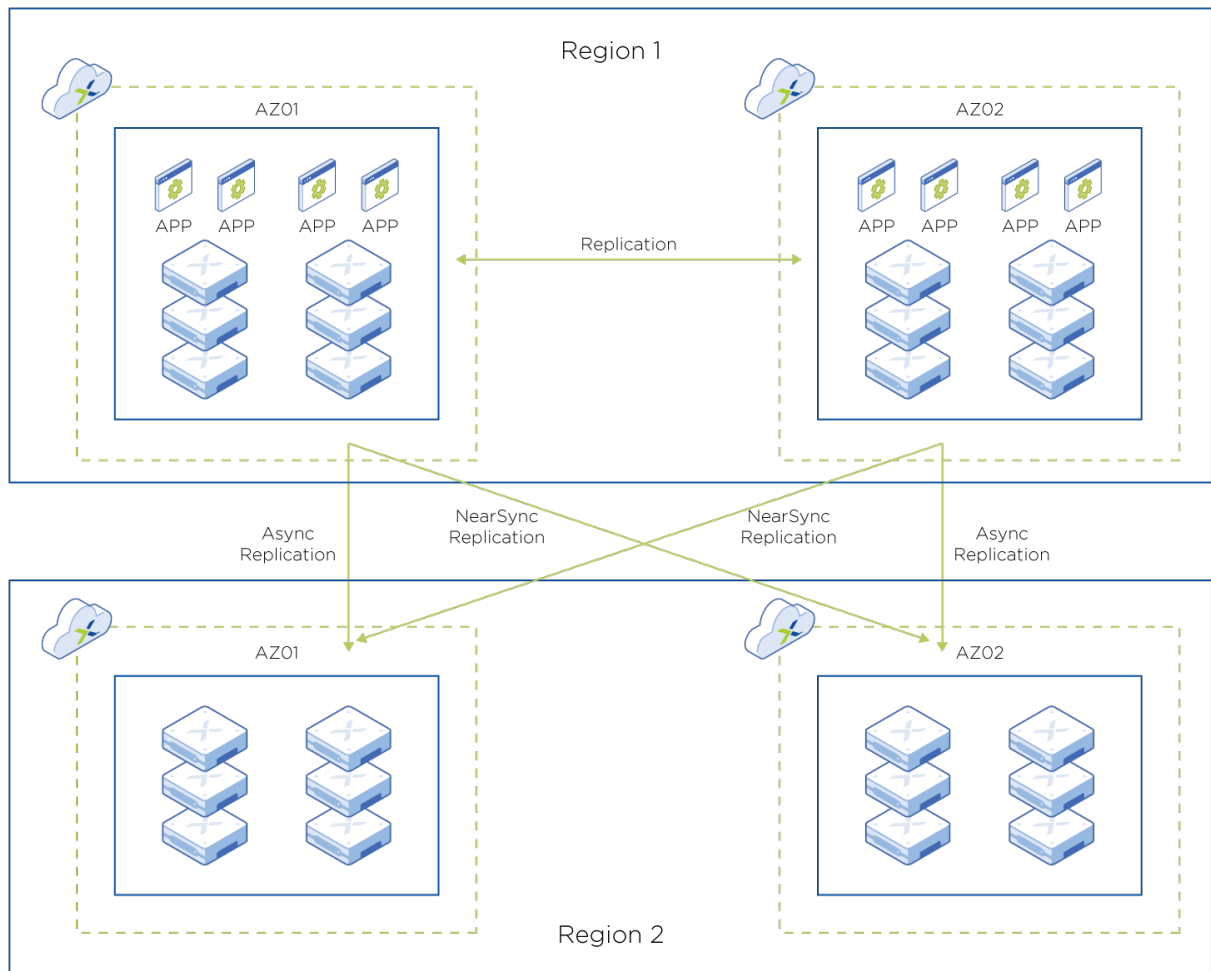 Region 1
AZ01
AZ02
APP APP APP APP
APP APP APP APP
Replication
Async
Replication
NearSync
Replication
NearSync
Replication
Async
Replication
AZ01
AZ02
Region 2